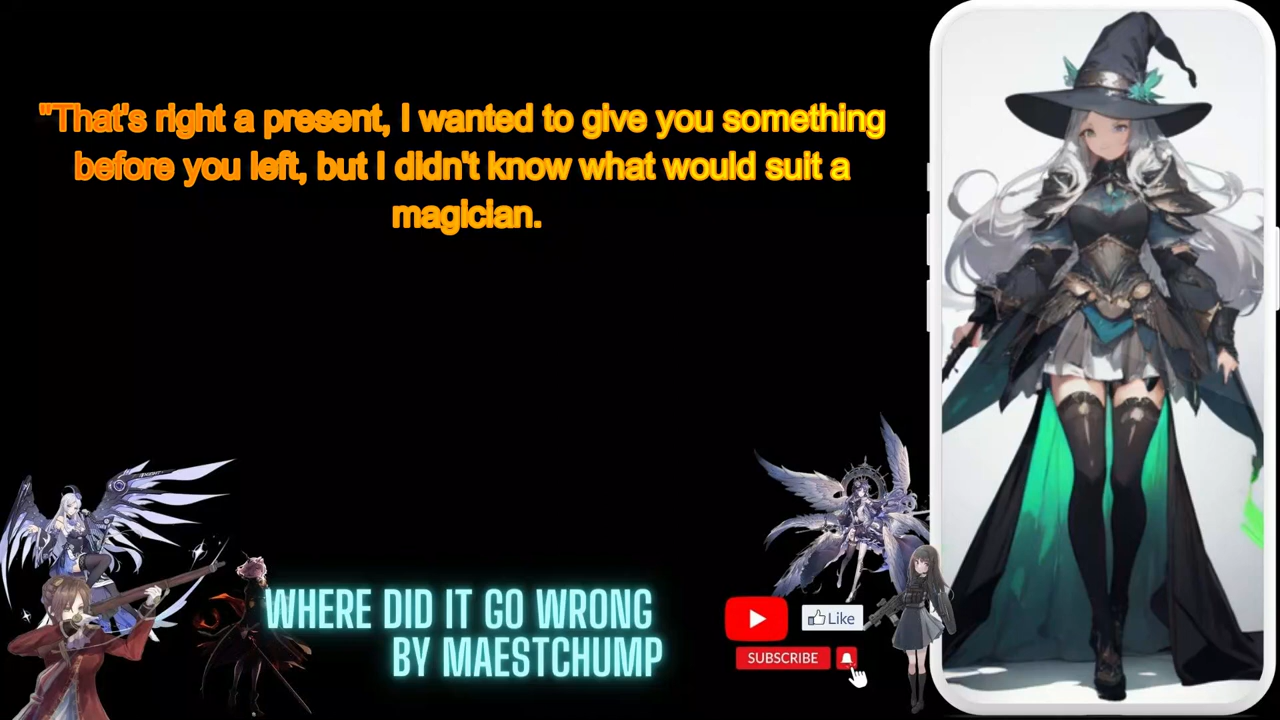 "That's right a present, I wanted to give you something
before you left, but I didn't know what would suit a
magician.
WHERE DID IT GO WRONG
BY MAESTCHUMP
Like
SUBSCRIBE